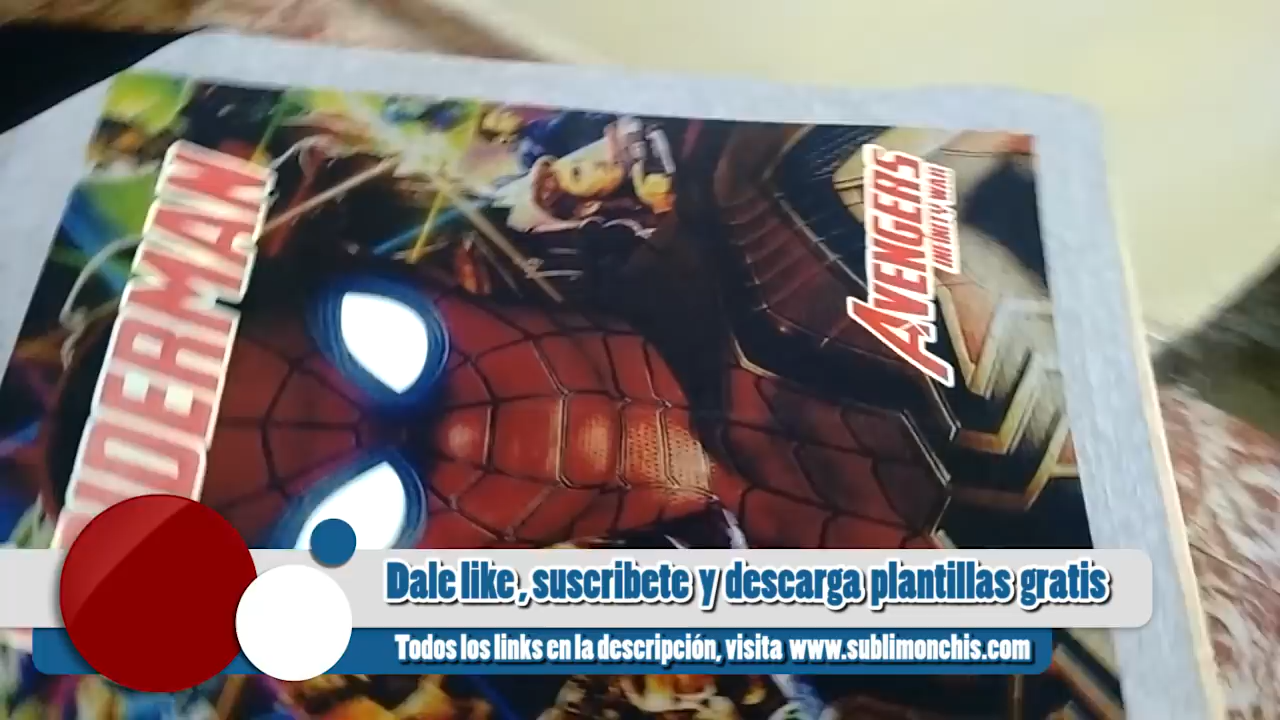 SPIDERMAN
AVENGERS
INFINITY WAR
Dale like, suscribete y descarga plantillas gratis
Todos los links en la descripción, visita www.sublimonchis.com